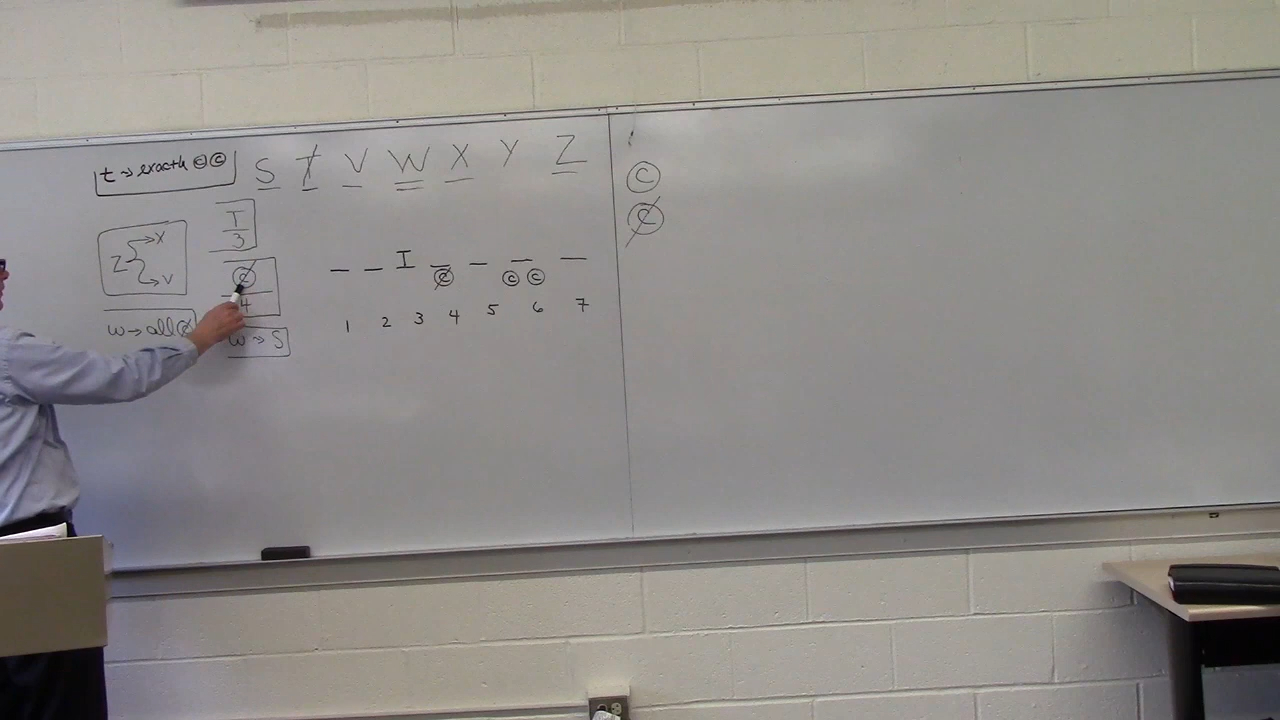 t → exactly Ⓒ Ⓒ
S T V W X Y Z
Ⓒ
Ⓒ̸
T
3
Z → X
→ V
Ⓒ̸
4
W → all Ⓒ̸
W → S
_ _ T _ _ _ _
Ⓒ̸ Ⓒ Ⓒ
1 2 3 4 5 6 7